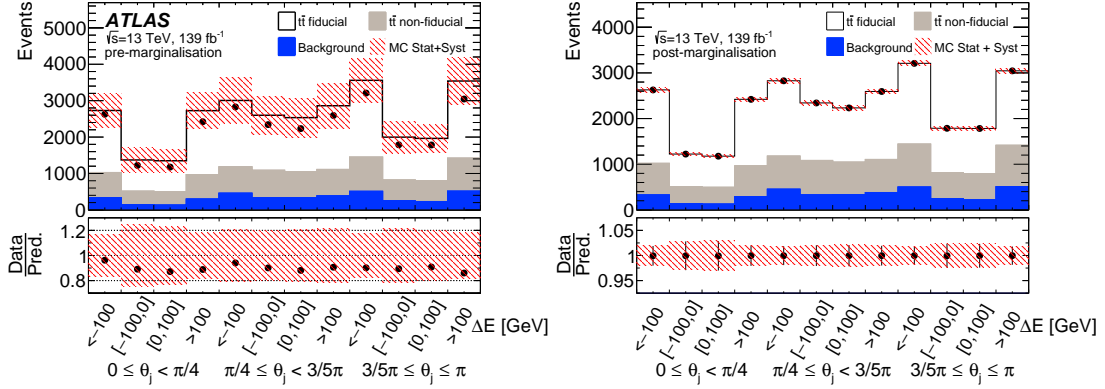 ATLAS
√s=13 TeV, 139 fb⁻¹
pre-marginalisation
tt̄ fiducial
tt̄ non-fiducial
Background
MC Stat+Syst
Events
5000
4000
3000
2000
1000
0
Data
Pred.
1.2
1
0.8
<−100
[−100,0]
[0,100]
>100
<−100
[−100,0]
[0,100]
>100
<−100
[−100,0]
[0,100]
>100
ΔE [GeV]
0 ≤ θj < π/4
π/4 ≤ θj < 3/5π
3/5π ≤ θj ≤ π
√s=13 TeV, 139 fb⁻¹
post-marginalisation
tt̄ fiducial
tt̄ non-fiducial
Background
MC Stat + Syst
Events
4000
3000
2000
1000
0
Data
Pred.
1.05
1
0.95
<−100
[−100,0]
[0,100]
>100
<−100
[−100,0]
[0,100]
>100
<−100
[−100,0]
[0,100]
>100
ΔE [GeV]
0 ≤ θj < π/4
π/4 ≤ θj < 3/5π
3/5π ≤ θj ≤ π